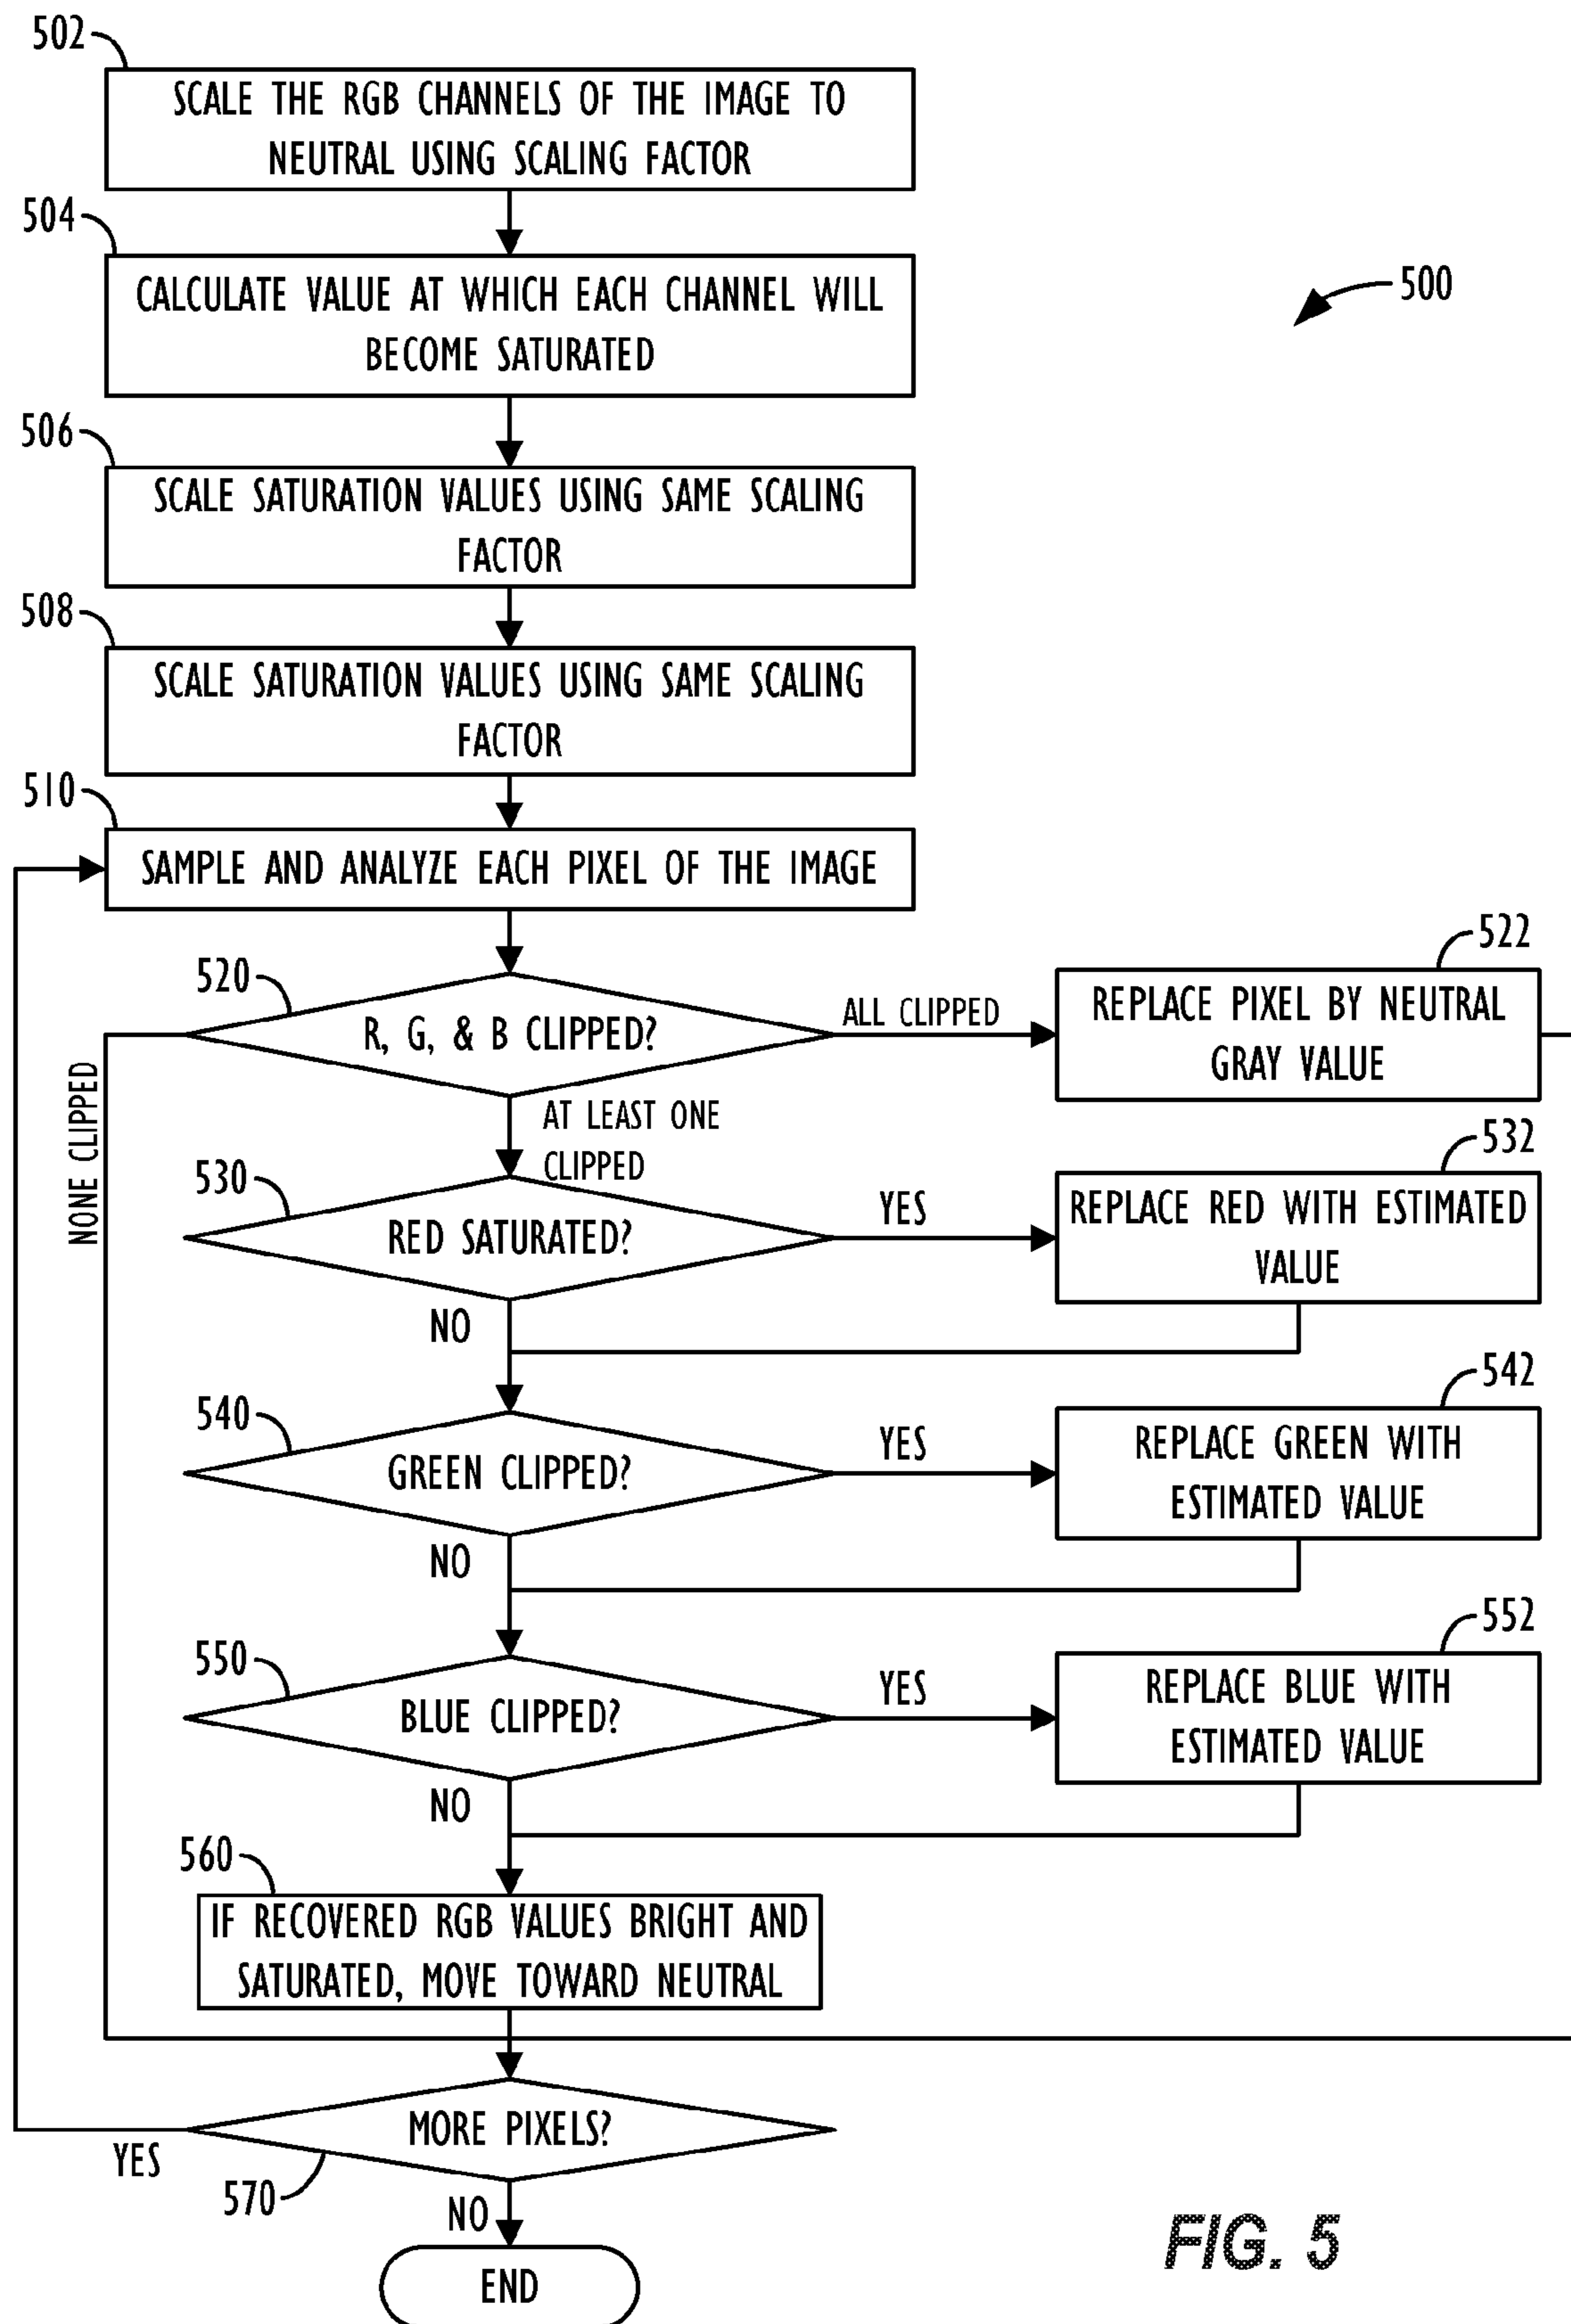 502
SCALE THE RGB CHANNELS OF THE IMAGE TO
NEUTRAL USING SCALING FACTOR
504
CALCULATE VALUE AT WHICH EACH CHANNEL WILL
BECOME SATURATED
500
506
SCALE SATURATION VALUES USING SAME SCALING
FACTOR
508
SCALE SATURATION VALUES USING SAME SCALING
FACTOR
510
SAMPLE AND ANALYZE EACH PIXEL OF THE IMAGE
520
R, G, & B CLIPPED?
ALL CLIPPED
522
REPLACE PIXEL BY NEUTRAL
GRAY VALUE
NONE CLIPPED
AT LEAST ONE
CLIPPED
530
RED SATURATED?
YES
532
REPLACE RED WITH ESTIMATED
VALUE
NO
540
GREEN CLIPPED?
YES
542
REPLACE GREEN WITH
ESTIMATED VALUE
NO
550
BLUE CLIPPED?
YES
552
REPLACE BLUE WITH
ESTIMATED VALUE
NO
560
IF RECOVERED RGB VALUES BRIGHT AND
SATURATED, MOVE TOWARD NEUTRAL
MORE PIXELS?
YES
570
NO
END
FIG. 5